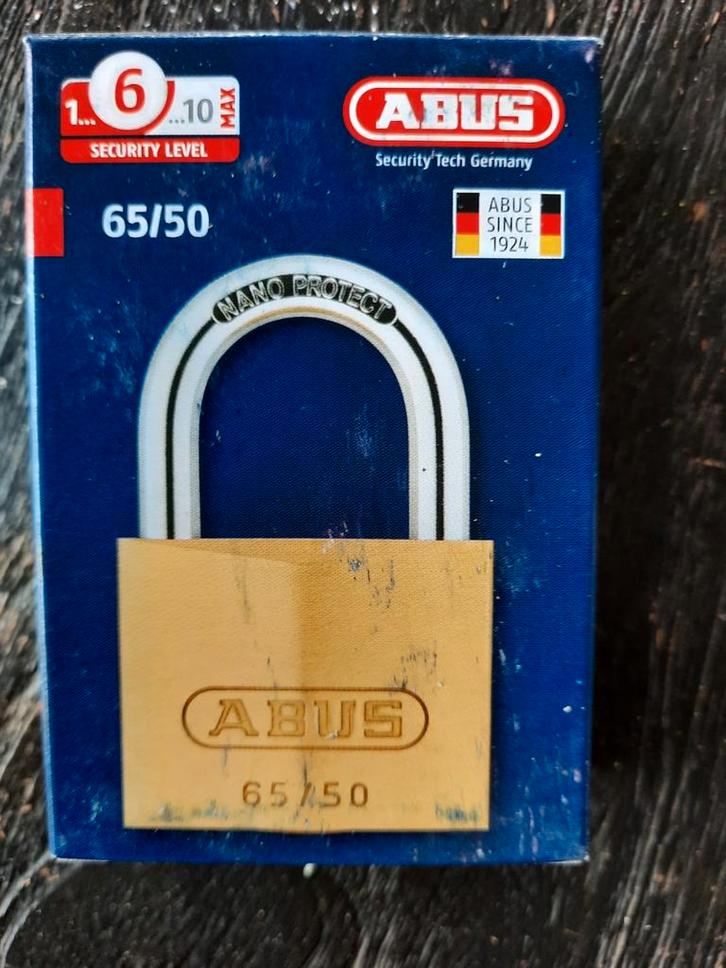 1... 6 ...10 MAX
SECURITY LEVEL
ABUS
Security Tech Germany
65/50
ABUS
SINCE
1924
NANO PROTECT
ABUS
65/50